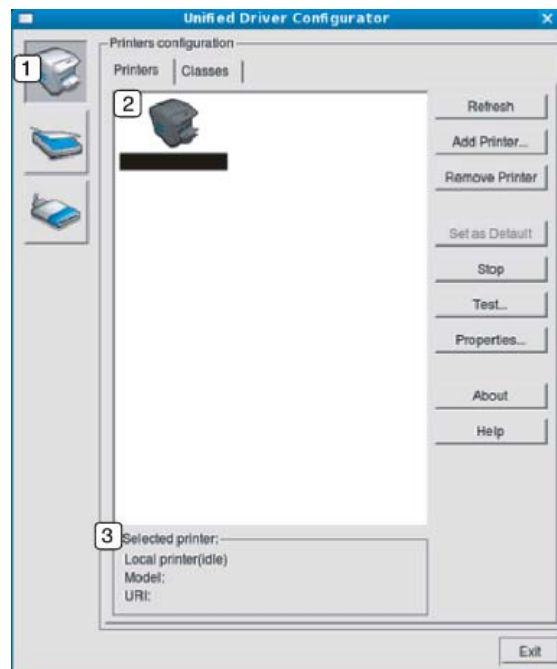 Unified Driver Configurator
Printers configuration
1
Printers
Classes
2
Refresh
Add Printer...
Remove Printer
Set as Default
Stop
Test...
Properties...
About
Help
3
Selected printer:
Local printer(idle)
Model:
URI:
Exit